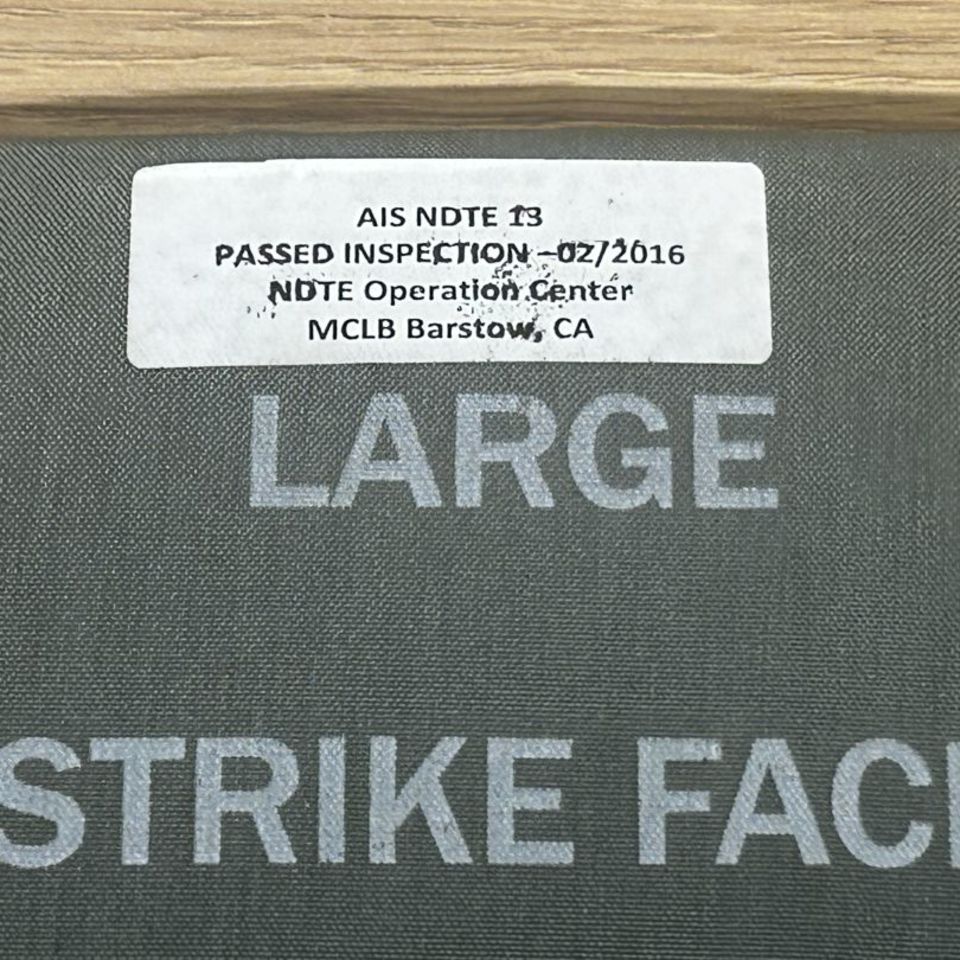 AIS NDTE 13
PASSED INSPECTION –02/2016
NDTE Operation Center
MCLB Barstow, CA
LARGE
STRIKE FAC